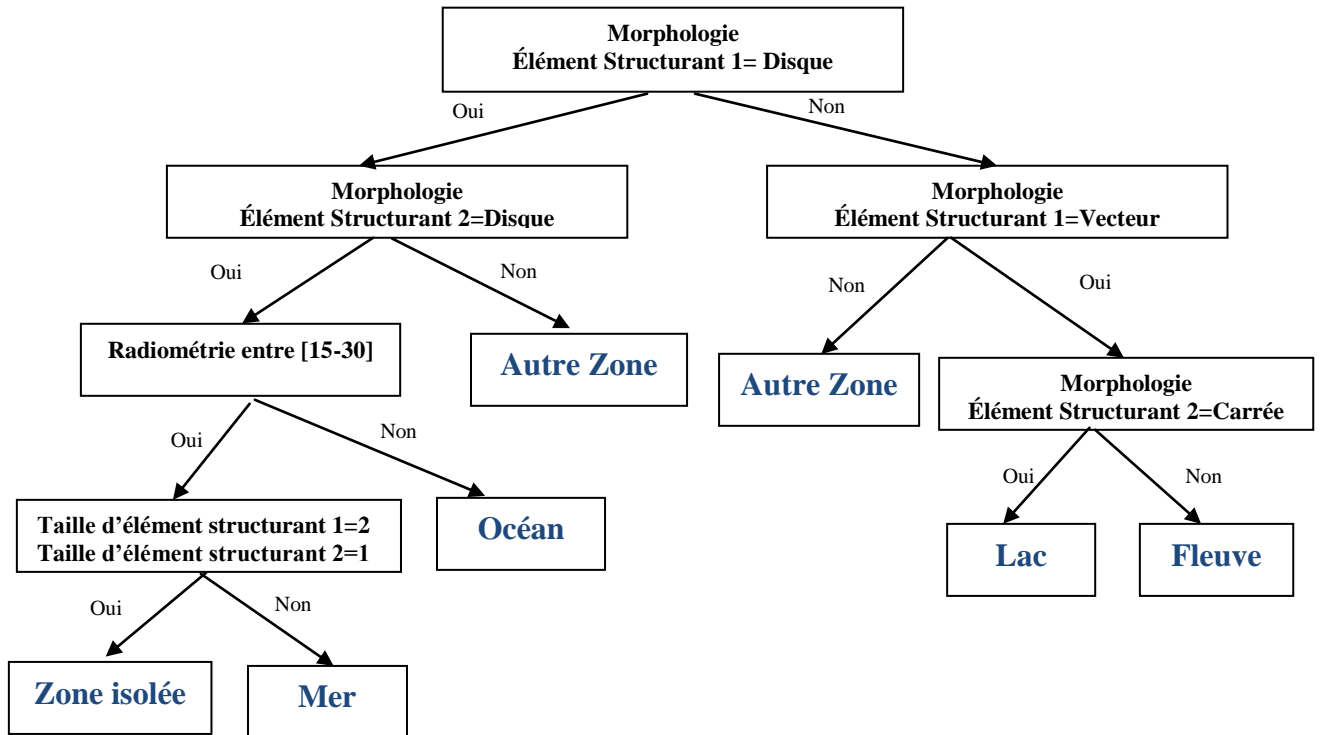 Morphologie
Élément Structurant 1= Disque
Oui
Non
Morphologie
Élément Structurant 2=Disque
Morphologie
Élément Structurant 1=Vecteur
Oui
Non
Non
Oui
Radiométrie entre [15-30]
Autre Zone
Autre Zone
Morphologie
Élément Structurant 2=Carrée
Oui
Non
Oui
Non
Taille d’élément structurant 1=2
Taille d’élément structurant 2=1
Océan
Lac
Fleuve
Oui
Non
Zone isolée
Mer